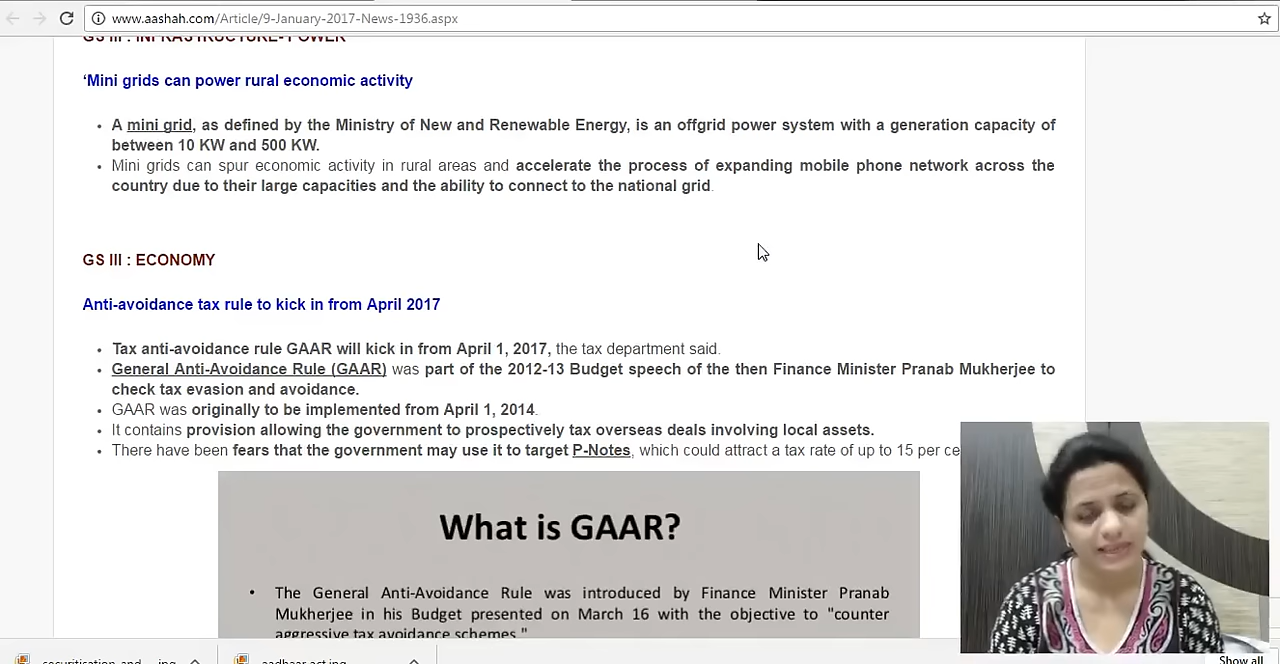 www.aashah.com/Article/9-January-2017-News-1936.aspx
GS III : INFRASTRUCTURE- POWER
‘Mini grids can power rural economic activity
• A mini grid, as defined by the Ministry of New and Renewable Energy, is an offgrid power system with a generation capacity of
between 10 KW and 500 KW.
• Mini grids can spur economic activity in rural areas and accelerate the process of expanding mobile phone network across the
country due to their large capacities and the ability to connect to the national grid.
GS III : ECONOMY
Anti-avoidance tax rule to kick in from April 2017
• Tax anti-avoidance rule GAAR will kick in from April 1, 2017, the tax department said.
• General Anti-Avoidance Rule (GAAR) was part of the 2012-13 Budget speech of the then Finance Minister Pranab Mukherjee to
check tax evasion and avoidance.
• GAAR was originally to be implemented from April 1, 2014.
• It contains provision allowing the government to prospectively tax overseas deals involving local assets.
• There have been fears that the government may use it to target P-Notes, which could attract a tax rate of up to 15 per ce
What is GAAR?
• The General Anti-Avoidance Rule was introduced by Finance Minister Pranab
Mukherjee in his Budget presented on March 16 with the objective to "counter
aggressive tax avoidance schemes."
Show all